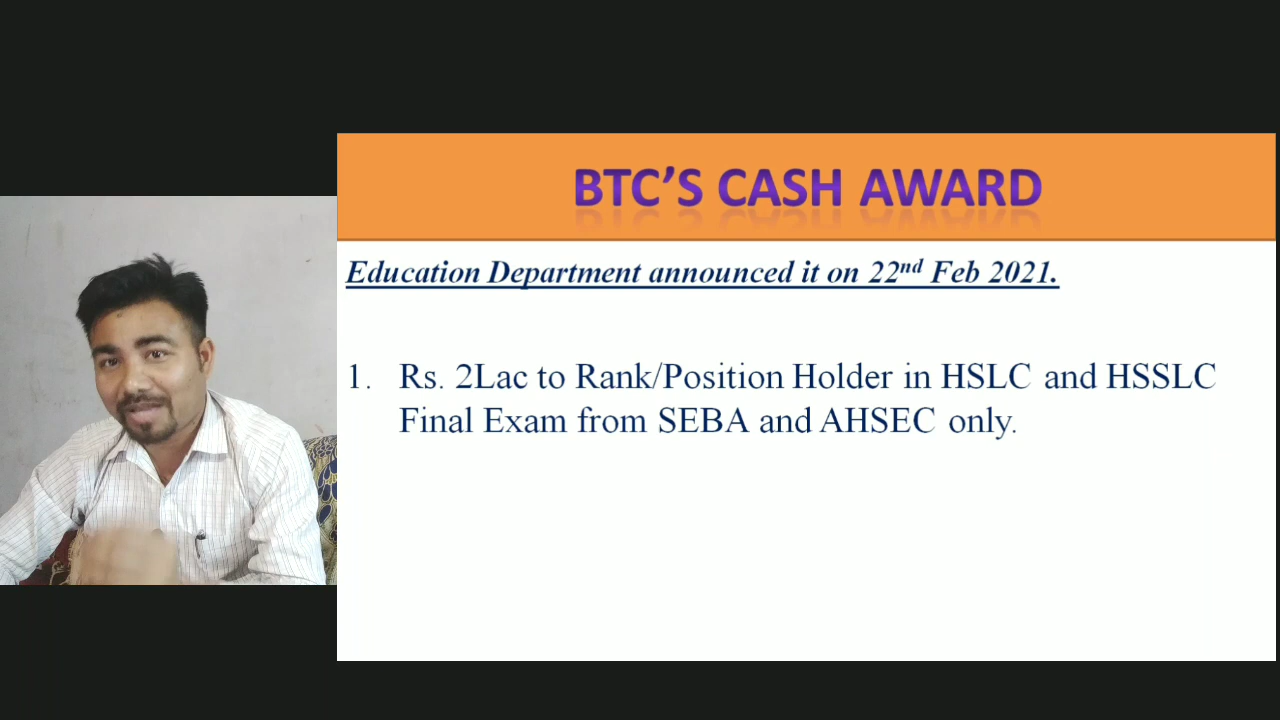 BTC'S CASH AWARD
Education Department announced it on 22nd Feb 2021.
1. Rs. 2Lac to Rank/Position Holder in HSLC and HSSLC
Final Exam from SEBA and AHSEC only.